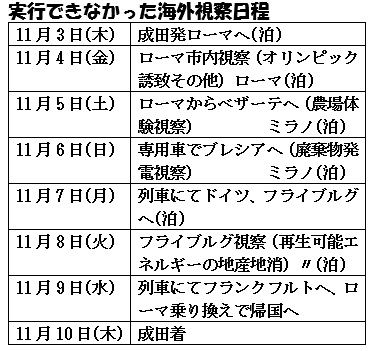 実行できなかった海外視察日程
11月3日(木) 成田発ローマへ(泊)
11月4日(金) ローマ市内視察(オリンピック
誘致その他) ローマ(泊)
11月5日(土) ローマからベザーテへ(農場体
験視察) ミラノ(泊)
11月6日(日) 専用車でブレシアへ(廃棄物発
電視察) ミラノ(泊)
11月7日(月) 列車にてドイツ、フライブルグ
へ(泊)
11月8日(火) フライブルグ視察(再生可能エ
ネルギーの地産地消) 〃(泊)
11月9日(水) 列車にてフランクフルトへ、ロ
ーマ乗り換えで帰国へ
11月10日(木) 成田着